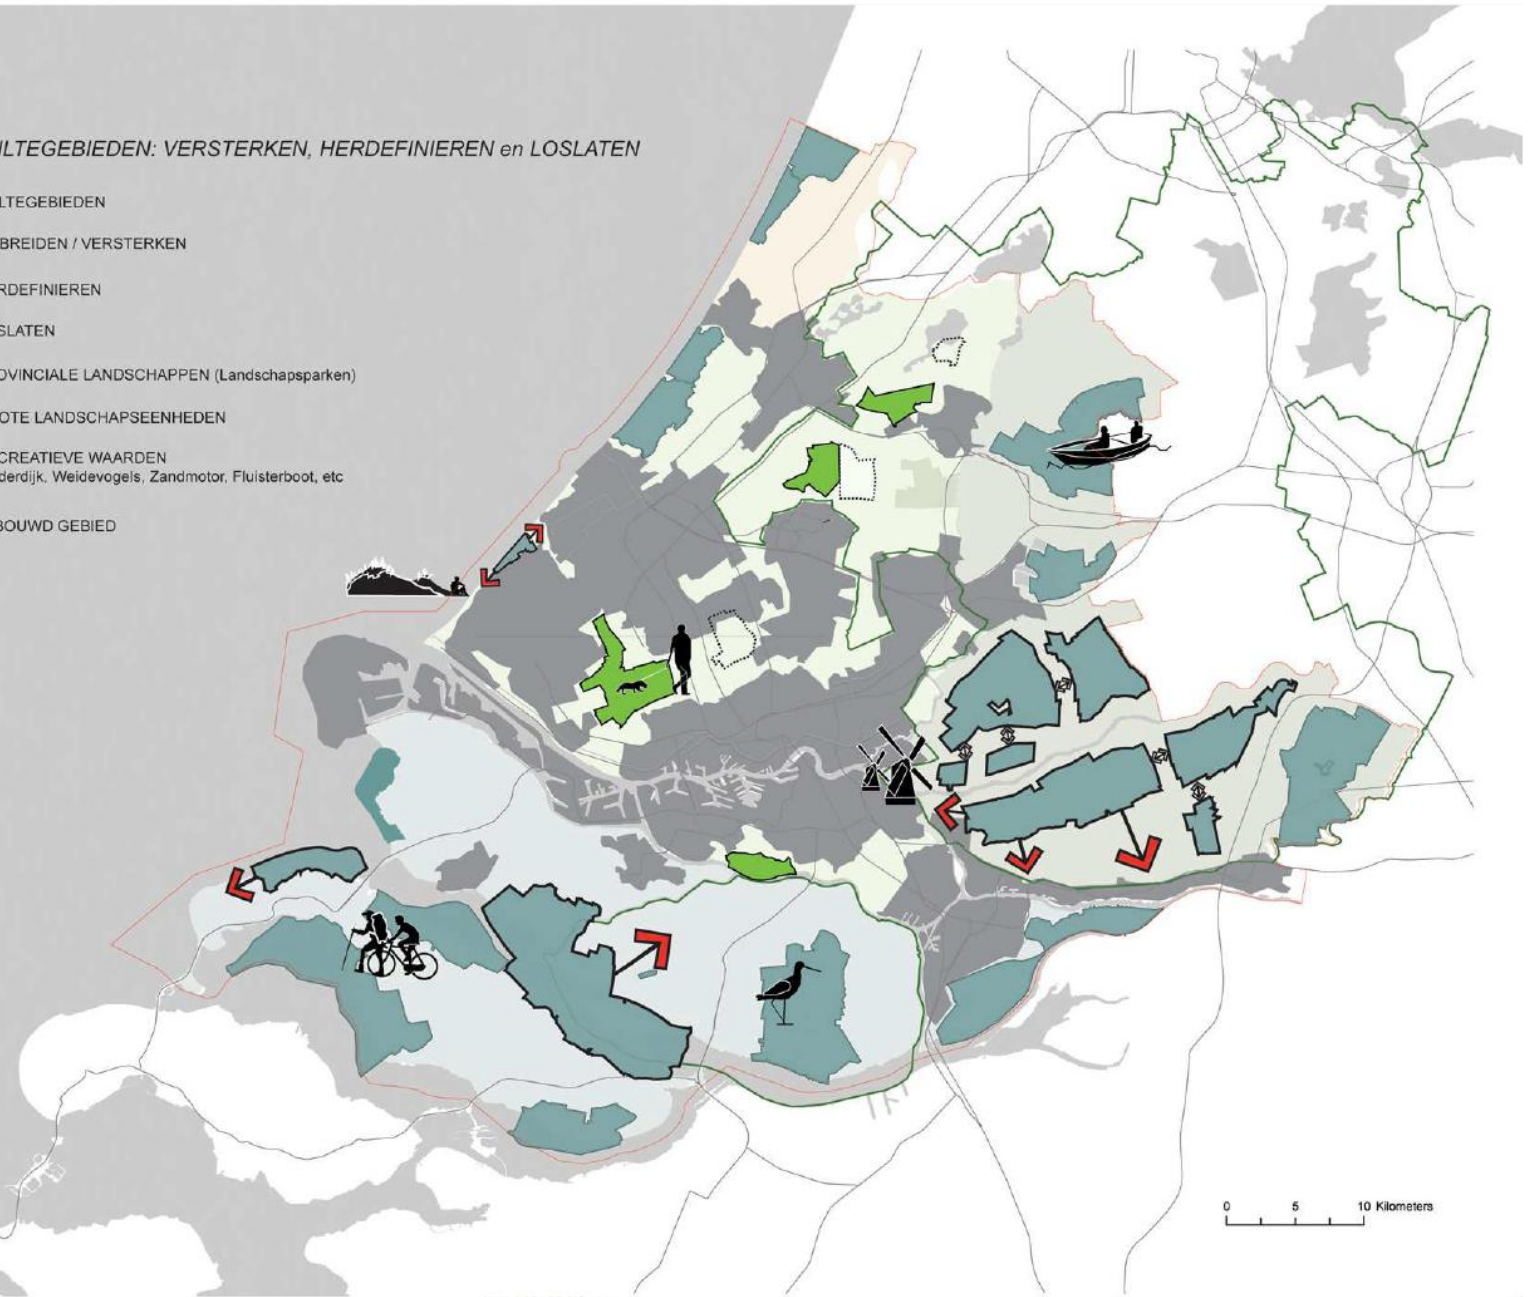 ILTEGEBIEDEN: VERSTERKEN, HERDEFINIEREN en LOSLATEN
LTEGEBIEDEN
BREIDEN / VERSTERKEN
RDEFINIEREN
SLATEN
OVINCIALE LANDSCHAPPEN (Landschapsparken)
OTE LANDSCHAPSEENHEDEN
CREATIEVE WAARDEN
derdijk, Weidevogels, Zandmotor, Fluisterboot, etc
BOUWD GEBIED
0 5 10 Kilometers